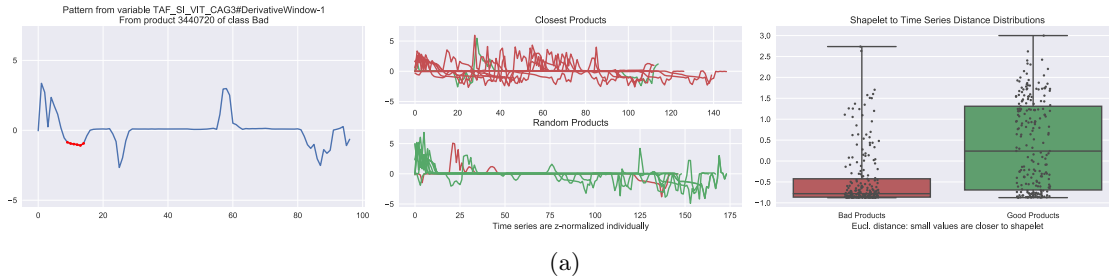 Pattern from variable TAF_SI_VIT_CAG3#DerivativeWindow-1
From product 3440720 of class Bad
5
0
−5
0 20 40 60 80 100
Closest Products
5
0
−5
0 20 40 60 80 100 120 140
Random Products
5
0
−5
0 25 50 75 100 125 150 175
Time series are z-normalized individually
Shapelet to Time Series Distance Distributions
3,0
2,5
2,0
1,5
1,0
0,5
0,0
−0,5
−1,0
Bad Products Good Products
Eucl. distance: small values are closer to shapelet
(a)